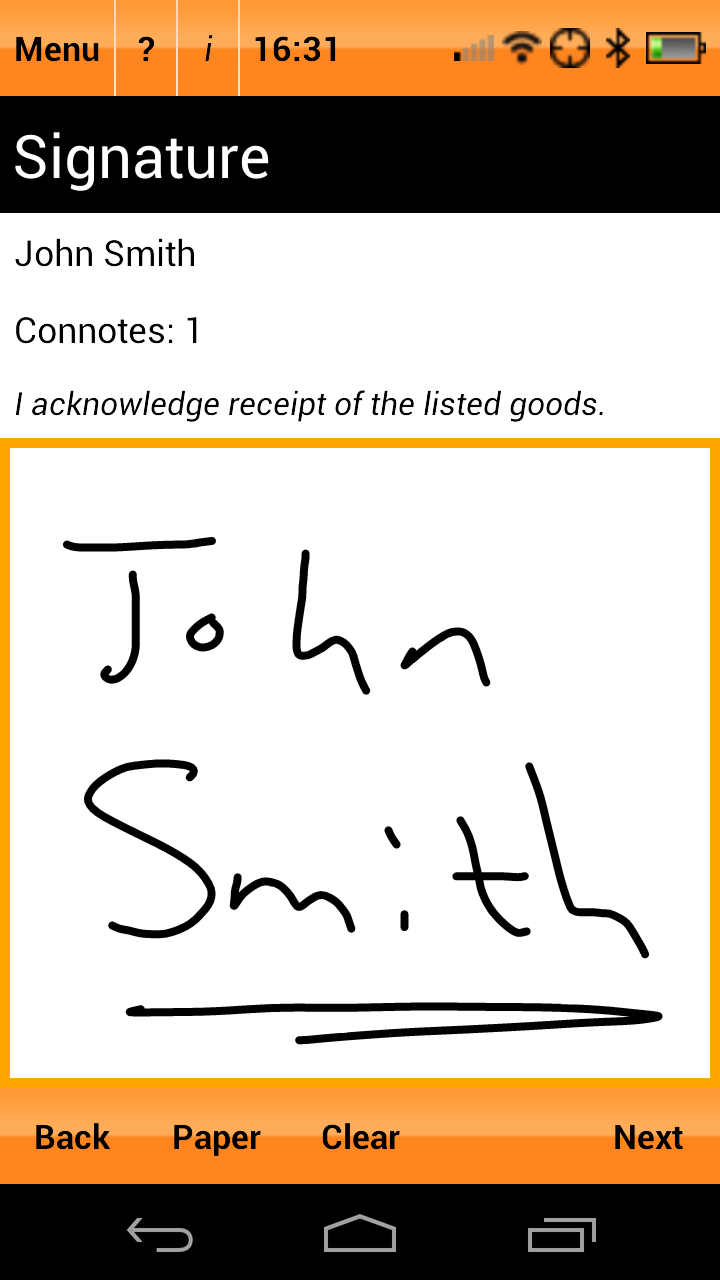 Menu ? i 16:31
Signature
John Smith
Connotes: 1
I acknowledge receipt of the listed goods.
John
Smith
Back Paper Clear Next